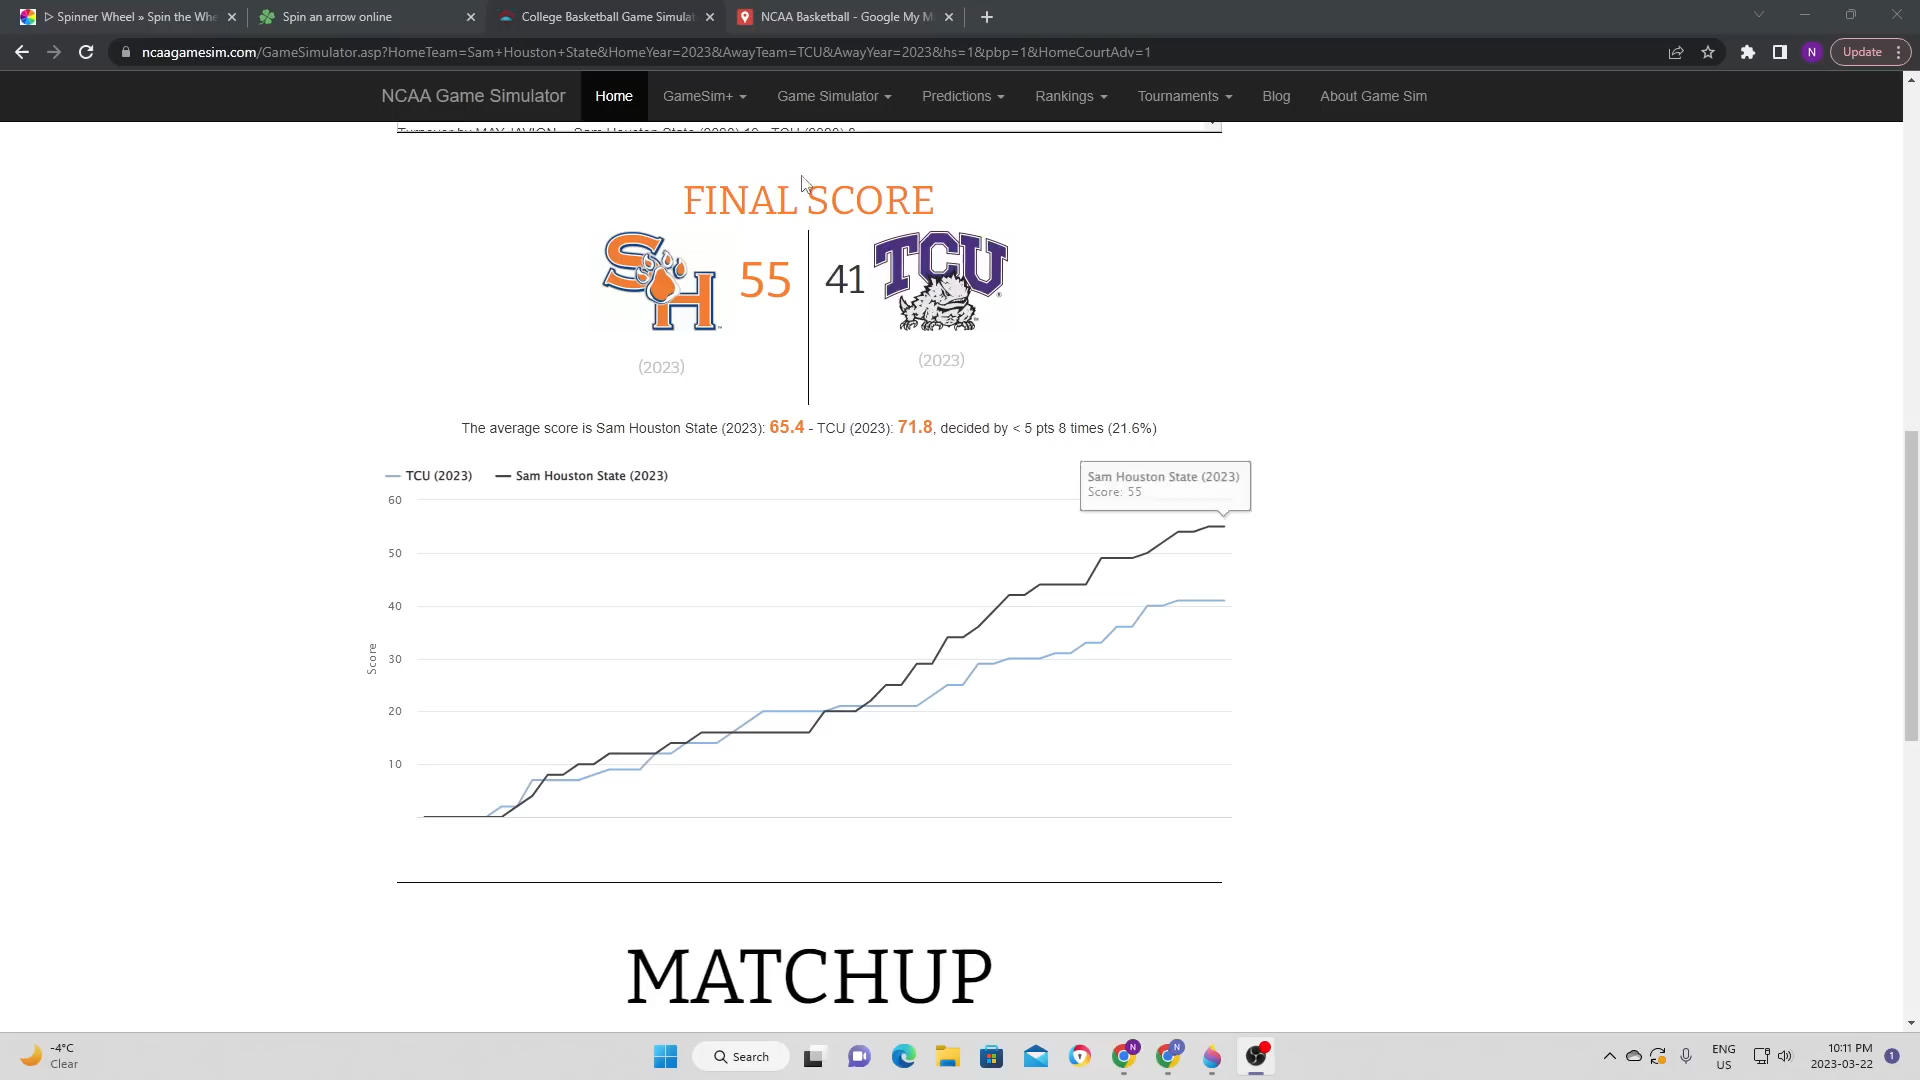 ▷ Spinner Wheel » Spin the Whe
Spin an arrow online
College Basketball Game Simulat
NCAA Basketball - Google My M
ncaagamesim.com/GameSimulator.asp?HomeTeam=Sam+Houston+State&HomeYear=2023&AwayTeam=TCU&AwayYear=2023&hs=1&pbp=1&HomeCourtAdv=1
N
Update
NCAA Game Simulator
Home
GameSim+
Game Simulator
Predictions
Rankings
Tournaments
Blog
About Game Sim
FINAL SCORE
SH
55
41
TCU
(2023)
(2023)
The average score is Sam Houston State (2023): 65.4 - TCU (2023): 71.8, decided by < 5 pts 8 times (21.6%)
TCU (2023)
Sam Houston State (2023)
Sam Houston State (2023)
Score: 55
60
50
40
30
20
10
Score
MATCHUP
-4°C
Clear
Search
N
N
ENG
US
10:11 PM
2023-03-22
1